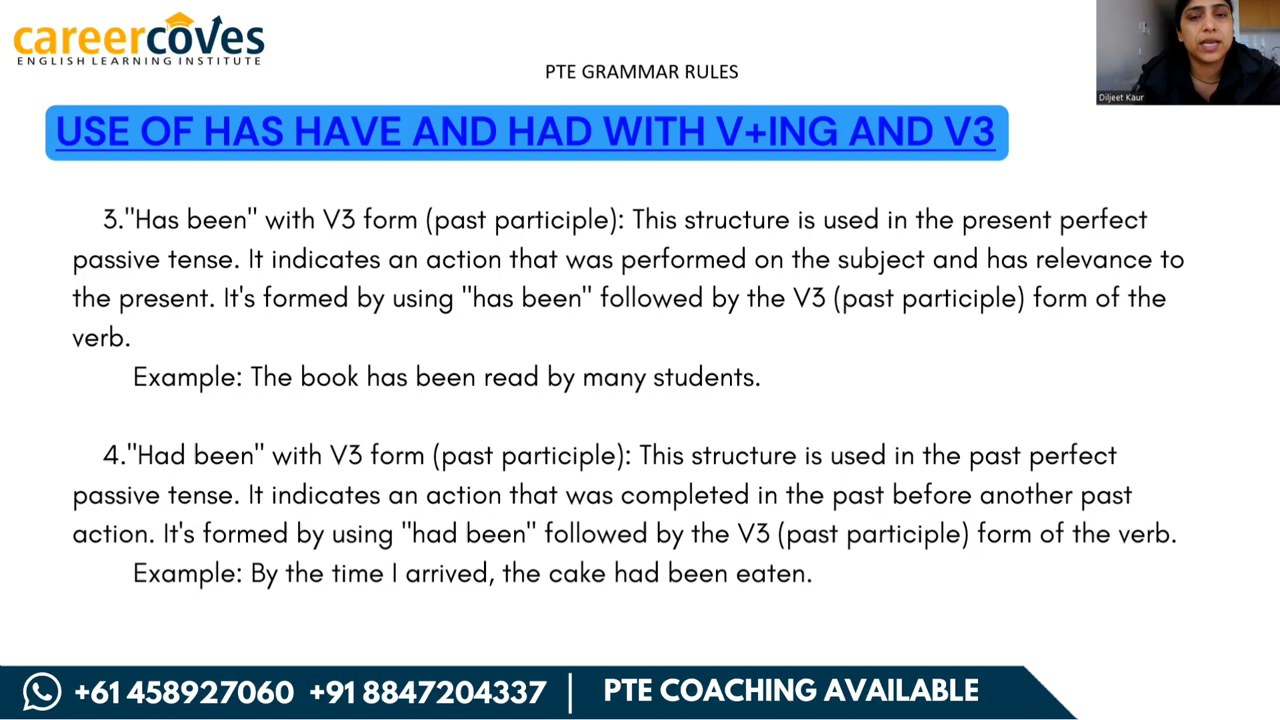 careercoves
ENGLISH LEARNING INSTITUTE
PTE GRAMMAR RULES
Diljeet Kaur
USE OF HAS HAVE AND HAD WITH V+ING AND V3
3."Has been" with V3 form (past participle): This structure is used in the present perfect
passive tense. It indicates an action that was performed on the subject and has relevance to
the present. It's formed by using "has been" followed by the V3 (past participle) form of the
verb.
Example: The book has been read by many students.
4."Had been" with V3 form (past participle): This structure is used in the past perfect
passive tense. It indicates an action that was completed in the past before another past
action. It's formed by using "had been" followed by the V3 (past participle) form of the verb.
Example: By the time I arrived, the cake had been eaten.
+61 458927060 +91 8847204337 | PTE COACHING AVAILABLE